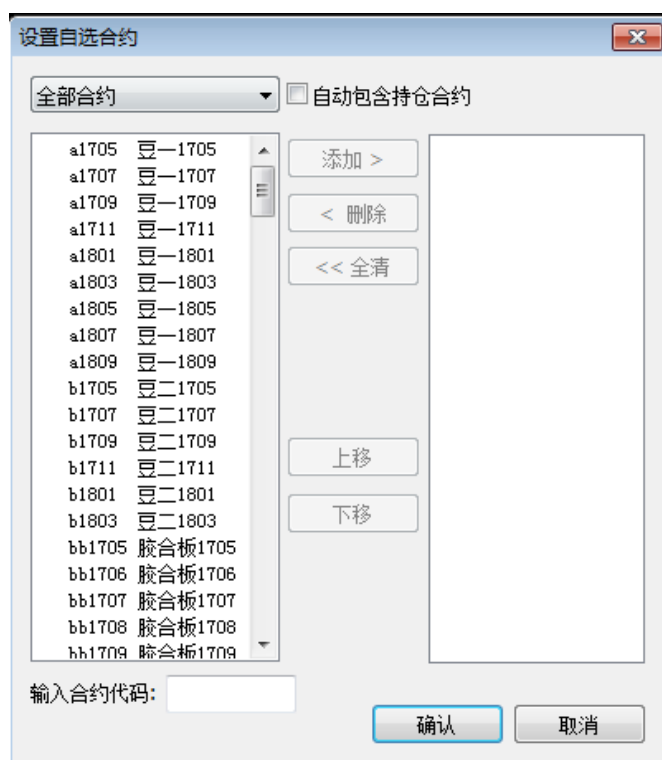 设置自选合约
全部合约
自动包含持仓合约
a1705 豆一1705
a1707 豆一1707
a1709 豆一1709
a1711 豆一1711
a1801 豆一1801
a1803 豆一1803
a1805 豆一1805
a1807 豆一1807
a1809 豆一1809
b1705 豆二1705
b1707 豆二1707
b1709 豆二1709
b1711 豆二1711
b1801 豆二1801
b1803 豆二1803
bb1705 胶合板1705
bb1706 胶合板1706
bb1707 胶合板1707
bb1708 胶合板1708
bb1709 胶合板1709
添加 >
< 删除
<< 全清
上移
下移
输入合约代码:
确认
取消